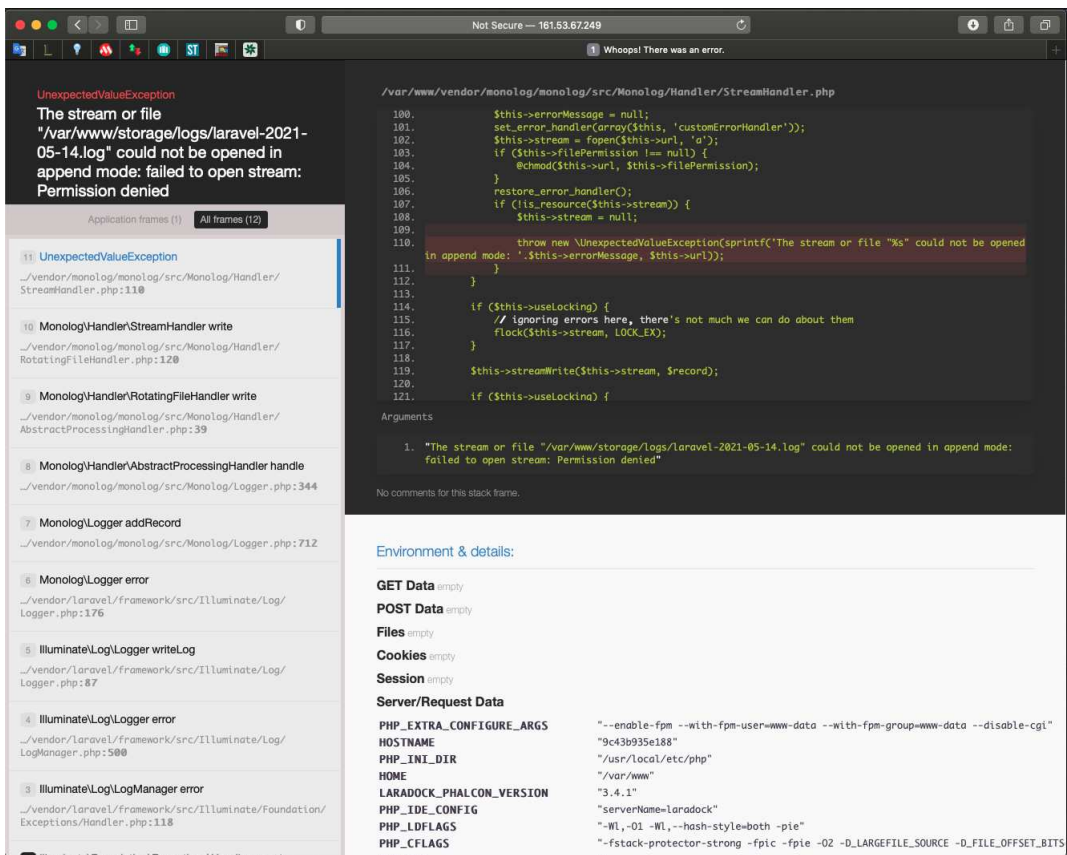 Not Secure — 161.53.67.249
L
ST
1 Whoops! There was an error.
UnexpectedValueException
The stream or file
"/var/www/storage/logs/laravel-2021-
05-14.log" could not be opened in
append mode: failed to open stream:
Permission denied
Application frames (1) All frames (12)
11 UnexpectedValueException
…/vendor/monolog/monolog/src/Monolog/Handler/
StreamHandler.php:110
10 Monolog\Handler\StreamHandler write
…/vendor/monolog/monolog/src/Monolog/Handler/
RotatingFileHandler.php:120
9 Monolog\Handler\RotatingFileHandler write
…/vendor/monolog/monolog/src/Monolog/Handler/
AbstractProcessingHandler.php:39
8 Monolog\Handler\AbstractProcessingHandler handle
…/vendor/monolog/monolog/src/Monolog/Logger.php:344
7 Monolog\Logger addRecord
…/vendor/monolog/monolog/src/Monolog/Logger.php:712
6 Monolog\Logger error
…/vendor/laravel/framework/src/Illuminate/Log/
Logger.php:176
5 Illuminate\Log\Logger writeLog
…/vendor/laravel/framework/src/Illuminate/Log/
Logger.php:87
4 Illuminate\Log\Logger error
…/vendor/laravel/framework/src/Illuminate/Log/
LogManager.php:500
3 Illuminate\Log\LogManager error
…/vendor/laravel/framework/src/Illuminate/Foundation/
Exceptions/Handler.php:118
/var/www/vendor/monolog/monolog/src/Monolog/Handler/StreamHandler.php
100. $this->errorMessage = null;
101. set_error_handler(array($this, 'customErrorHandler'));
102. $this->stream = fopen($this->url, 'a');
103. if ($this->filePermission !== null) {
104. @chmod($this->url, $this->filePermission);
105. }
106. restore_error_handler();
107. if (!is_resource($this->stream)) {
108. $this->stream = null;
109.
110. throw new \UnexpectedValueException(sprintf('The stream or file "%s" could not be opened
in append mode: '.$this->errorMessage, $this->url));
111. }
112. }
113.
114. if ($this->useLocking) {
115. // ignoring errors here, there's not much we can do about them
116. flock($this->stream, LOCK_EX);
117. }
118.
119. $this->streamWrite($this->stream, $record);
120.
121. if ($this->useLocking) {
Arguments
1. "The stream or file "/var/www/storage/logs/laravel-2021-05-14.log" could not be opened in append mode:
failed to open stream: Permission denied"
No comments for this stack frame.
Environment & details:
GET Data empty
POST Data empty
Files empty
Cookies empty
Session empty
Server/Request Data
PHP_EXTRA_CONFIGURE_ARGS "--enable-fpm --with-fpm-user=www-data --with-fpm-group=www-data --disable-cgi"
HOSTNAME "9c43b935e188"
PHP_INI_DIR "/usr/local/etc/php"
HOME "/var/www"
LARADOCK_PHALCON_VERSION "3.4.1"
PHP_IDE_CONFIG "serverName=laradock"
PHP_LDFLAGS "-Wl,-O1 -Wl,--hash-style=both -pie"
PHP_CFLAGS "-fstack-protector-strong -fpic -fpie -O2 -D_LARGEFILE_SOURCE -D_FILE_OFFSET_BITS